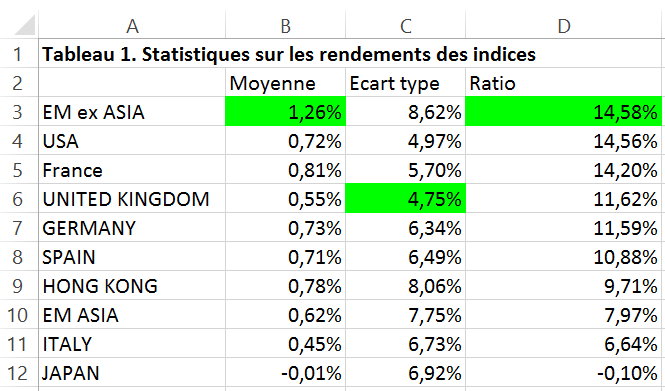 A B C D
1 Tableau 1. Statistiques sur les rendements des indices
2 Moyenne Ecart type Ratio
3 EM ex ASIA 1,26% 8,62% 14,58%
4 USA 0,72% 4,97% 14,56%
5 France 0,81% 5,70% 14,20%
6 UNITED KINGDOM 0,55% 4,75% 11,62%
7 GERMANY 0,73% 6,34% 11,59%
8 SPAIN 0,71% 6,49% 10,88%
9 HONG KONG 0,78% 8,06% 9,71%
10 EM ASIA 0,62% 7,75% 7,97%
11 ITALY 0,45% 6,73% 6,64%
12 JAPAN -0,01% 6,92% -0,10%